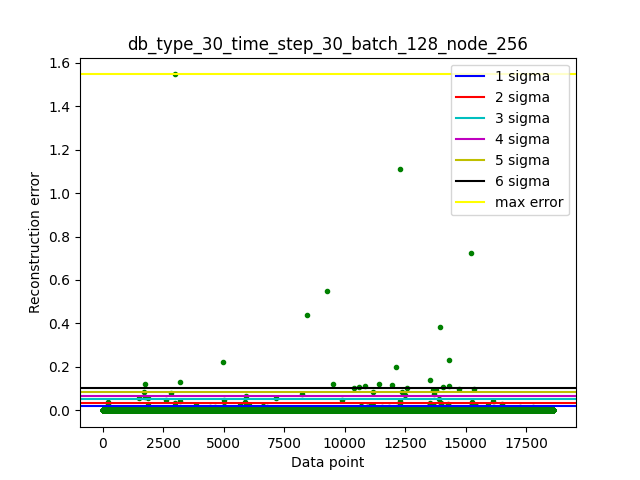 db_type_30_time_step_30_batch_128_node_256
Reconstruction error
1.6
1.4
1.2
1.0
0.8
0.6
0.4
0.2
0.0
1 sigma
2 sigma
3 sigma
4 sigma
5 sigma
6 sigma
max error
0 2500 5000 7500 10000 12500 15000 17500
Data point